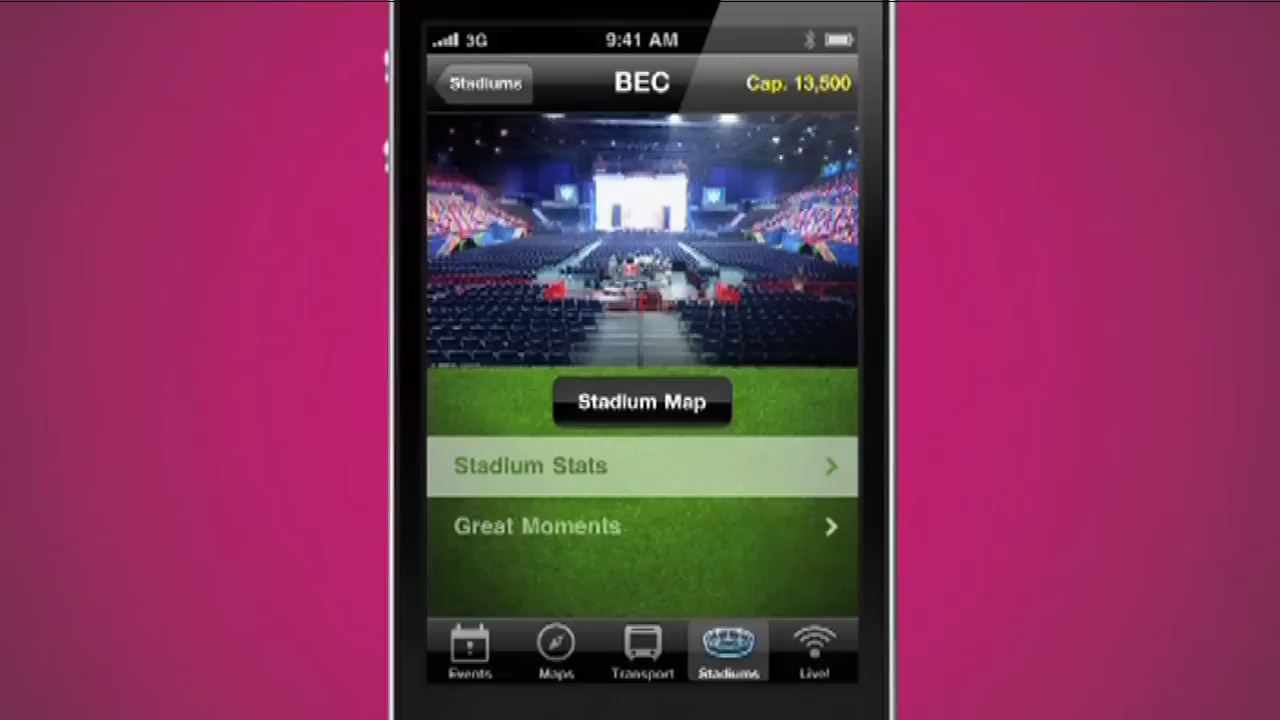 3G 9:41 AM
Stadiums BEC Cap. 13,500
Stadium Map
Stadium Stats
Great Moments
Events Maps Transport Stadiums Live!